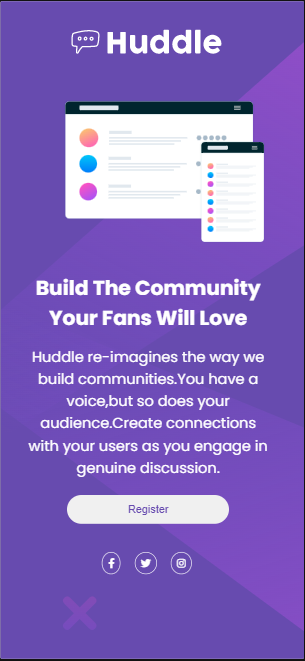 Huddle
Build The Community
Your Fans Will Love
Huddle re-imagines the way we
build communities.You have a
voice,but so does your
audience.Create connections
with your users as you engage in
genuine discussion.
Register